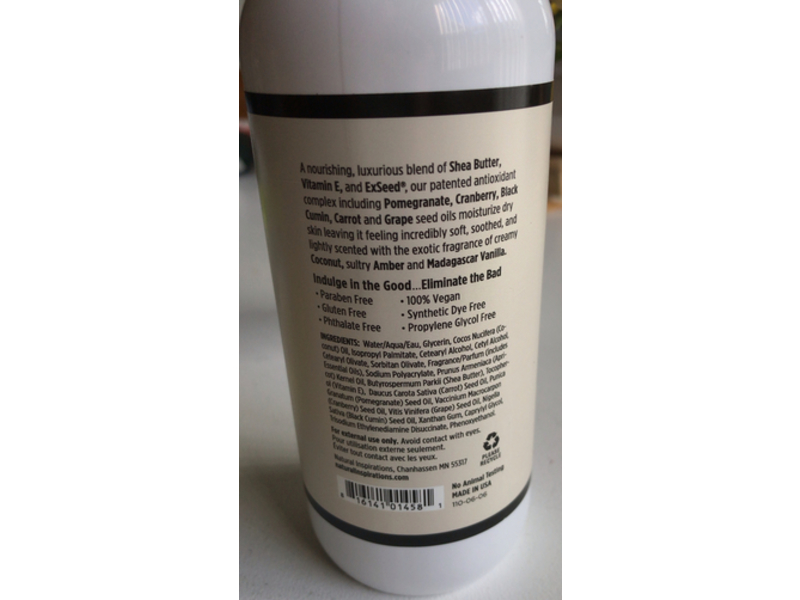 A nourishing, luxurious blend of Shea Butter,
Vitamin E, and ExSeed®, our patented antioxidant
complex including Pomegranate, Cranberry, Black
Cumin, Carrot and Grape seed oils moisturize dry
skin leaving it feeling incredibly soft, soothed, and
lightly scented with the exotic fragrance of creamy
Coconut, sultry Amber and Madagascar Vanilla.
Indulge in the Good...Eliminate the Bad
• Paraben Free • 100% Vegan
• Gluten Free • Synthetic Dye Free
• Phthalate Free • Propylene Glycol Free
INGREDIENTS: Water/Aqua/Eau, Glycerin, Cocos Nucifera (Co-
conut) Oil, Isopropyl Palmitate, Cetearyl Alcohol, Cetyl Alcohol,
Cetearyl Olivate, Sorbitan Olivate, Fragrance/Parfum (Includes
Essential Oils), Sodium Polyacrylate, Prunus Armeniaca (Apri-
cot) Kernel Oil, Butyrospermum Parkii (Shea Butter), Tocopher-
ol (Vitamin E), Daucus Carota Sativa (Carrot) Seed Oil, Punica
Granatum (Pomegranate) Seed Oil, Vaccinium Macrocarpon
(Cranberry) Seed Oil, Vitis Vinifera (Grape) Seed Oil, Nigella
Sativa (Black Cumin) Seed Oil, Xanthan Gum, Caprylyl Glycol,
Trisodium Ethylenediamine Disuccinate, Phenoxyethanol.
For external use only. Avoid contact with eyes.
Pour utilisation externe seulement.
Eviter tout contact avec les yeux.
PLEASE
RECYCLE
Natural Inspirations, Chanhassen MN 55317
naturalinspirations.com
No Animal Testing
MADE IN USA
110-06-06
6 16141 01458 1